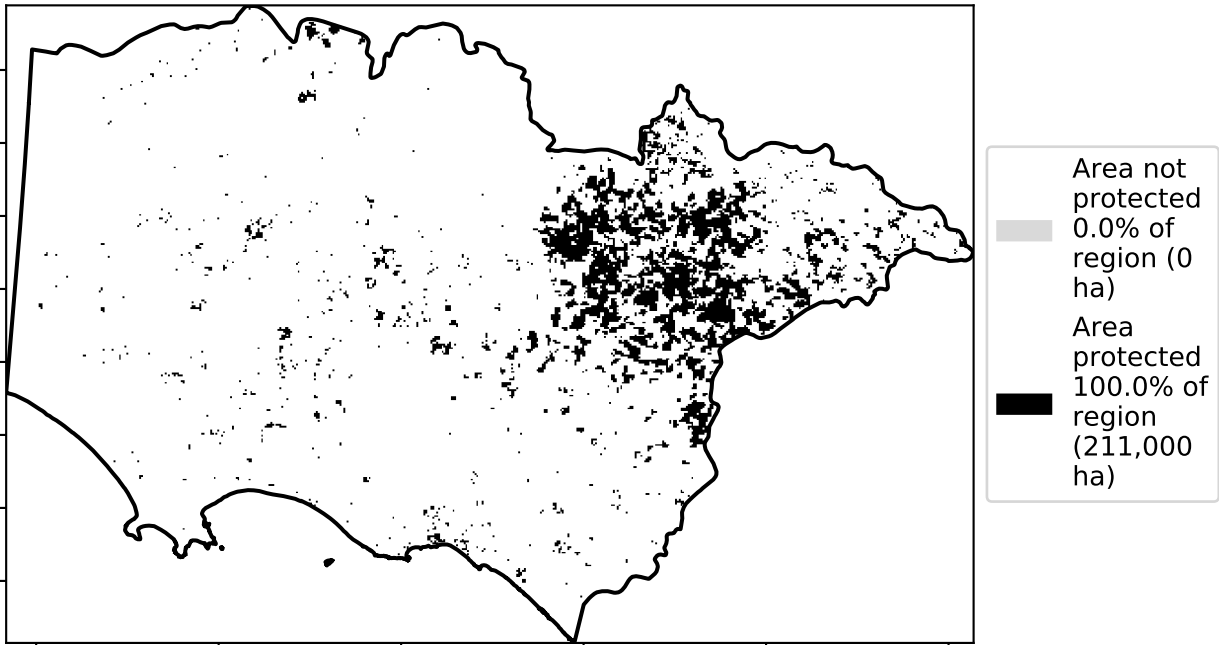 Area not
protected
0.0% of
region (0
ha)
Area
protected
100.0% of
region
(211,000
ha)